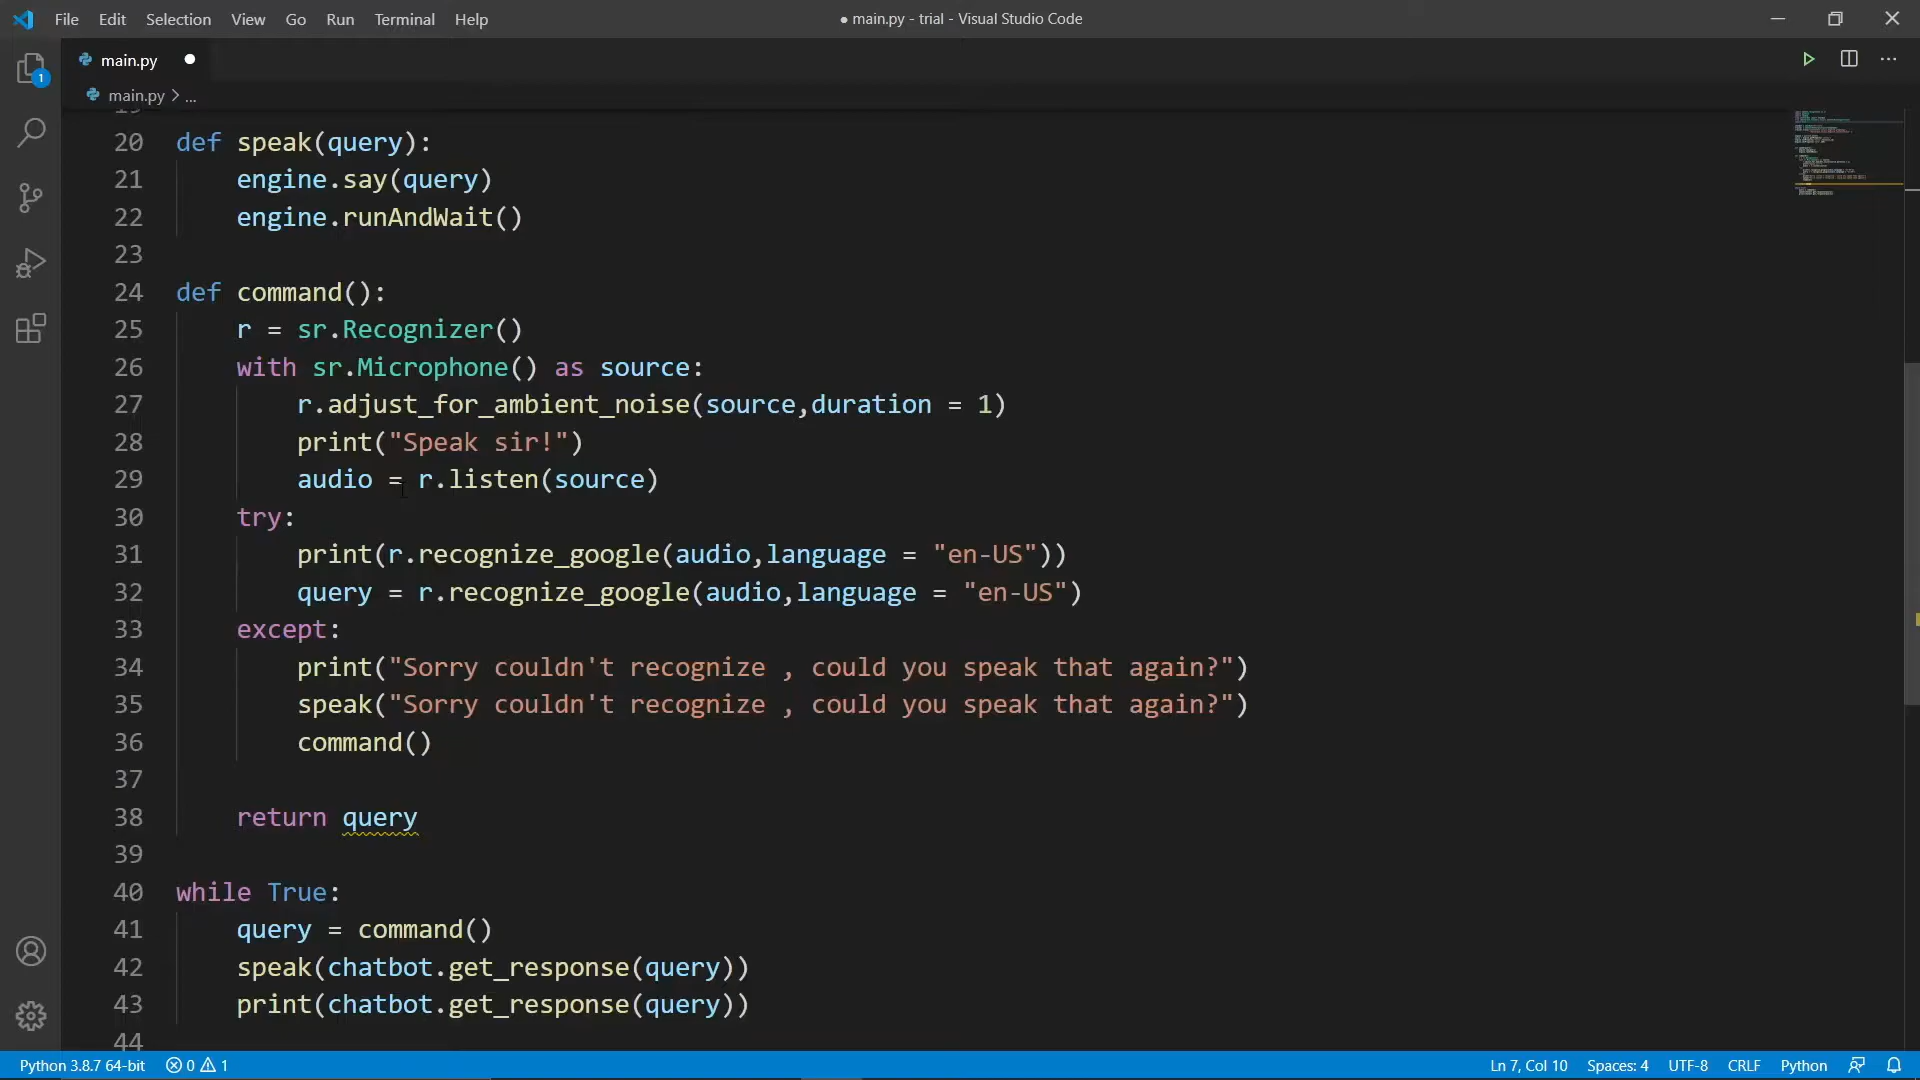 File Edit Selection View Go Run Terminal Help ● main.py - trial - Visual Studio Code
main.py
1
main.py > ...
20 def speak(query):
21 engine.say(query)
22 engine.runAndWait()
23
24 def command():
25 r = sr.Recognizer()
26 with sr.Microphone() as source:
27 r.adjust_for_ambient_noise(source,duration = 1)
28 print("Speak sir!")
29 audio = r.listen(source)
30 try:
31 print(r.recognize_google(audio,language = "en-US"))
32 query = r.recognize_google(audio,language = "en-US")
33 except:
34 print("Sorry couldn't recognize , could you speak that again?")
35 speak("Sorry couldn't recognize , could you speak that again?")
36 command()
37
38 return query
39
40 while True:
41 query = command()
42 speak(chatbot.get_response(query))
43 print(chatbot.get_response(query))
44
Python 3.8.7 64-bit 0 1 Ln 7, Col 10 Spaces: 4 UTF-8 CRLF Python